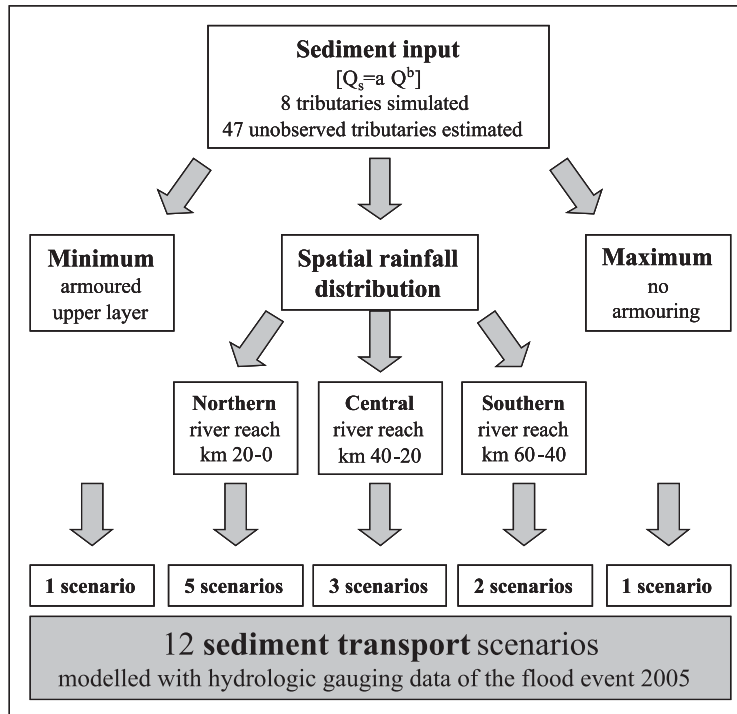 Sediment input
[Qs=a Qb]
8 tributaries simulated
47 unobserved tributaries estimated
Minimum
armoured
upper layer
Spatial rainfall
distribution
Maximum
no
armouring
Northern
river reach
km 20-0
Central
river reach
km 40-20
Southern
river reach
km 60-40
1 scenario
5 scenarios
3 scenarios
2 scenarios
1 scenario
12 sediment transport scenarios
modelled with hydrologic gauging data of the flood event 2005